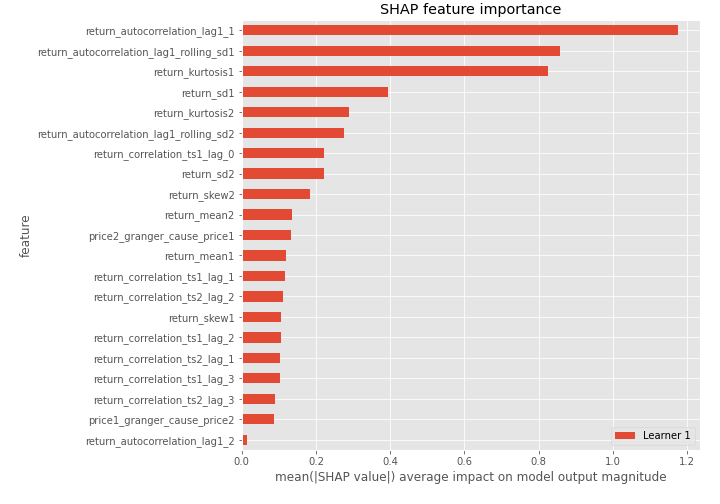 SHAP feature importance
return_autocorrelation_lag1_1
return_autocorrelation_lag1_rolling_sd1
return_kurtosis1
return_sd1
return_kurtosis2
return_autocorrelation_lag1_rolling_sd2
return_correlation_ts1_lag_0
return_sd2
return_skew2
return_mean2
price2_granger_cause_price1
return_mean1
return_correlation_ts1_lag_1
return_correlation_ts2_lag_2
return_skew1
return_correlation_ts1_lag_2
return_correlation_ts2_lag_1
return_correlation_ts1_lag_3
return_correlation_ts2_lag_3
price1_granger_cause_price2
return_autocorrelation_lag1_2
feature
Learner 1
0.0 0.2 0.4 0.6 0.8 1.0 1.2
mean(|SHAP value|) average impact on model output magnitude